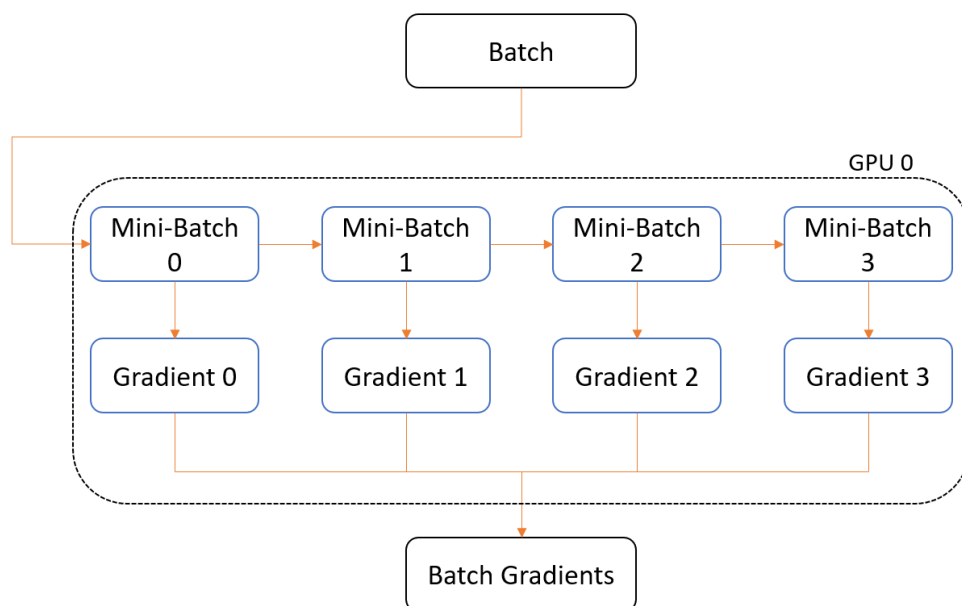 Batch
GPU 0
Mini-Batch
0
Mini-Batch
1
Mini-Batch
2
Mini-Batch
3
Gradient 0
Gradient 1
Gradient 2
Gradient 3
Batch Gradients